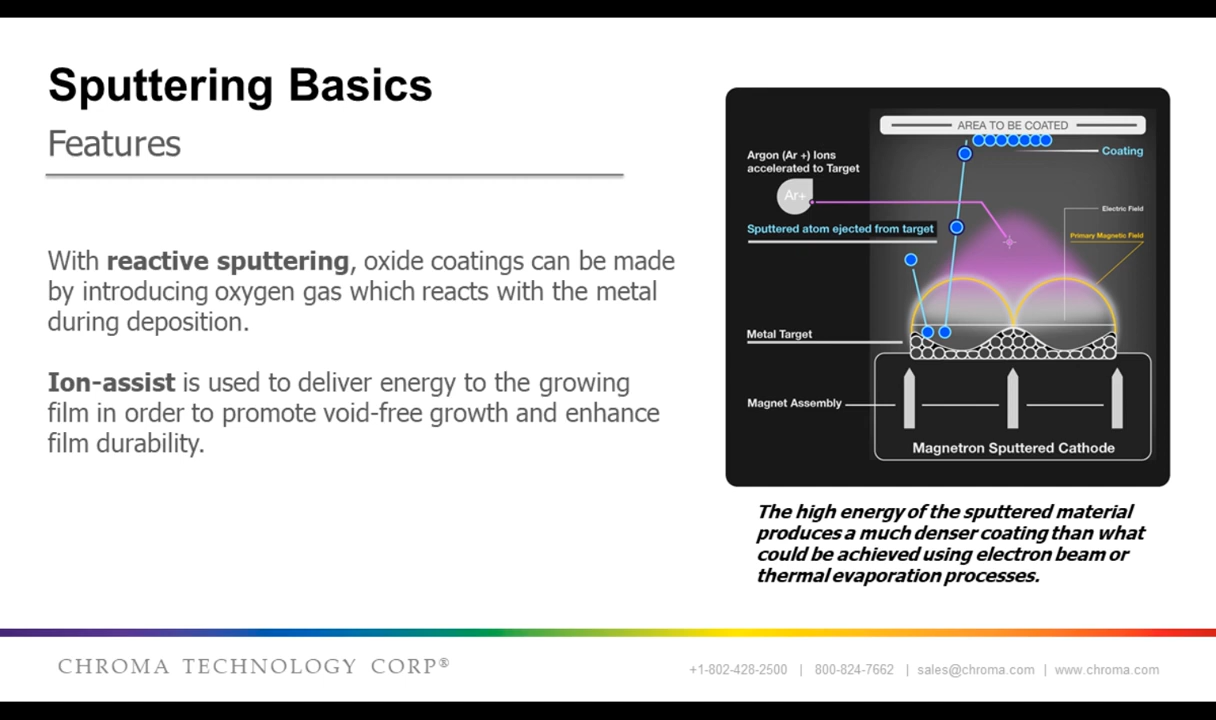 Sputtering Basics
Features
With reactive sputtering, oxide coatings can be made
by introducing oxygen gas which reacts with the metal
during deposition.
Ion-assist is used to deliver energy to the growing
film in order to promote void-free growth and enhance
film durability.
AREA TO BE COATED
Coating
Argon (Ar +) Ions
accelerated to Target
Ar+
Electric Field
Sputtered atom ejected from target
Primary Magnetic Field
Metal Target
Magnet Assembly
Magnetron Sputtered Cathode
The high energy of the sputtered material
produces a much denser coating than what
could be achieved using electron beam or
thermal evaporation processes.
CHROMA TECHNOLOGY CORP®
+1-802-428-2500 | 800-824-7662 | sales@chroma.com | www.chroma.com